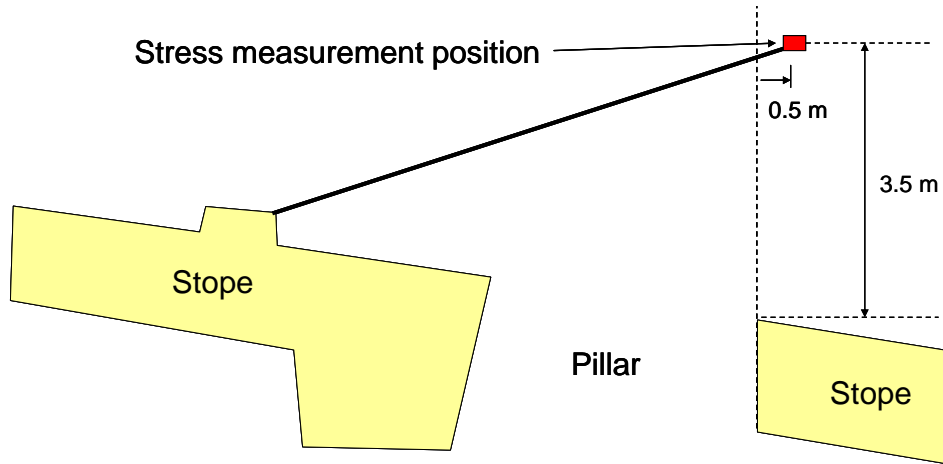 Stress measurement position
0.5 m
3.5 m
Stope
Pillar
Stope